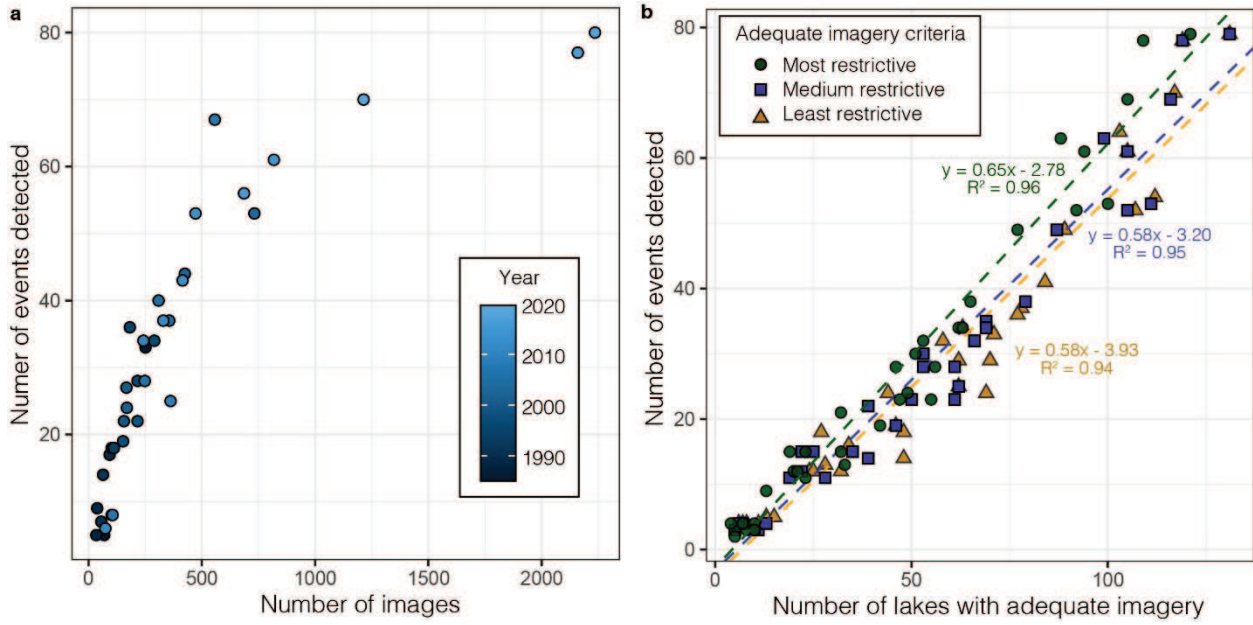 a
Numer of events detected
80
60
40
20
0
500
1000
1500
2000
Number of images
Year
2020
2010
2000
1990
b
Number of events detected
80
60
40
20
0
0
50
100
Number of lakes with adequate imagery
Adequate imagery criteria
Most restrictive
Medium restrictive
Least restrictive
y = 0.65x - 2.78
R² = 0.96
y = 0.58x - 3.20
R² = 0.95
y = 0.58x - 3.93
R² = 0.94